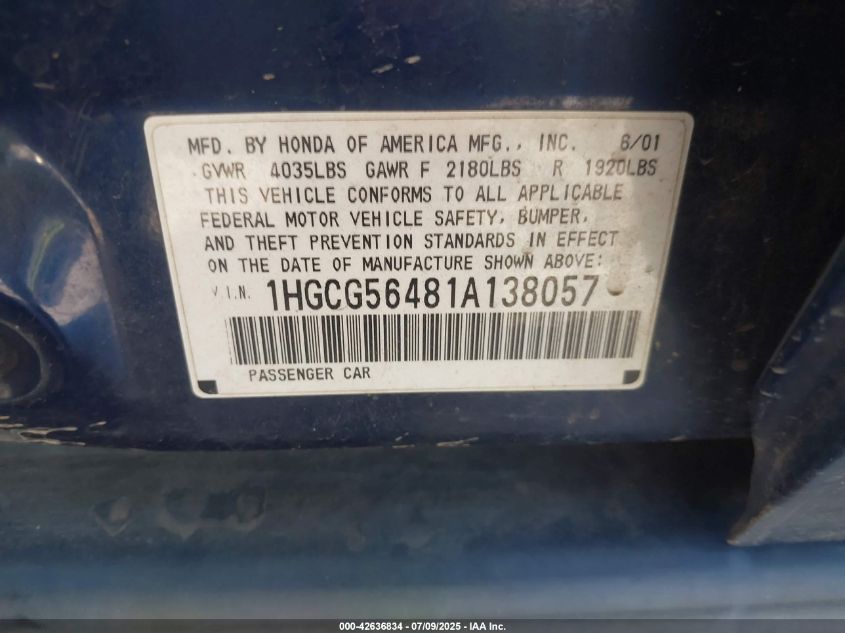 MFD. BY HONDA OF AMERICA MFG., INC. 6/01
GVWR 4035LBS GAWR F 2180LBS R 1920LBS
THIS VEHICLE CONFORMS TO ALL APPLICABLE
FEDERAL MOTOR VEHICLE SAFETY, BUMPER,
AND THEFT PREVENTION STANDARDS IN EFFECT
ON THE DATE OF MANUFACTURE SHOWN ABOVE:
V.I.N. 1HGCG56481A138057
PASSENGER CAR
000-42636834 / 07/09/2025 - IAA Inc.